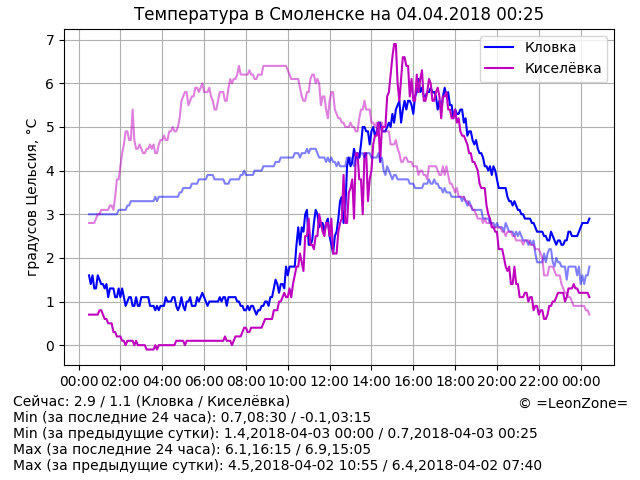 Температура в Смоленске на 04.04.2018 00:25
градусов Цельсия, °C
7
6
5
4
3
2
1
0
Кловка
Киселёвка
00:00 02:00 04:00 06:00 08:00 10:00 12:00 14:00 16:00 18:00 20:00 22:00 00:00
Сейчас: 2.9 / 1.1 (Кловка / Киселёвка)
© =LeonZone=
Min (за последние 24 часа): 0.7,08:30 / -0.1,03:15
Min (за предыдущие сутки): 1.4,2018-04-03 00:00 / 0.7,2018-04-03 00:25
Max (за последние 24 часа): 6.1,16:15 / 6.9,15:05
Max (за предыдущие сутки): 4.5,2018-04-02 10:55 / 6.4,2018-04-02 07:40